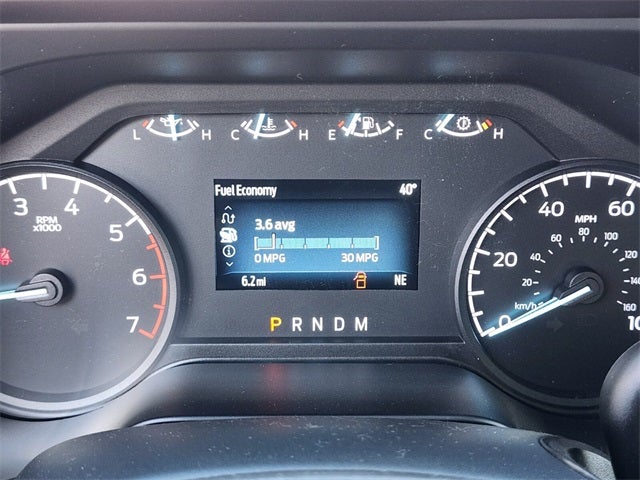 L H C H E F C H
Fuel Economy 40°
3.6 avg
0 MPG 30 MPG
6.2 mi NE
P R N D M
3 4 5 6 7
RPM
x1000
0 20 40 60
MPH
20 40 60 80 100 120 140 160
km/h